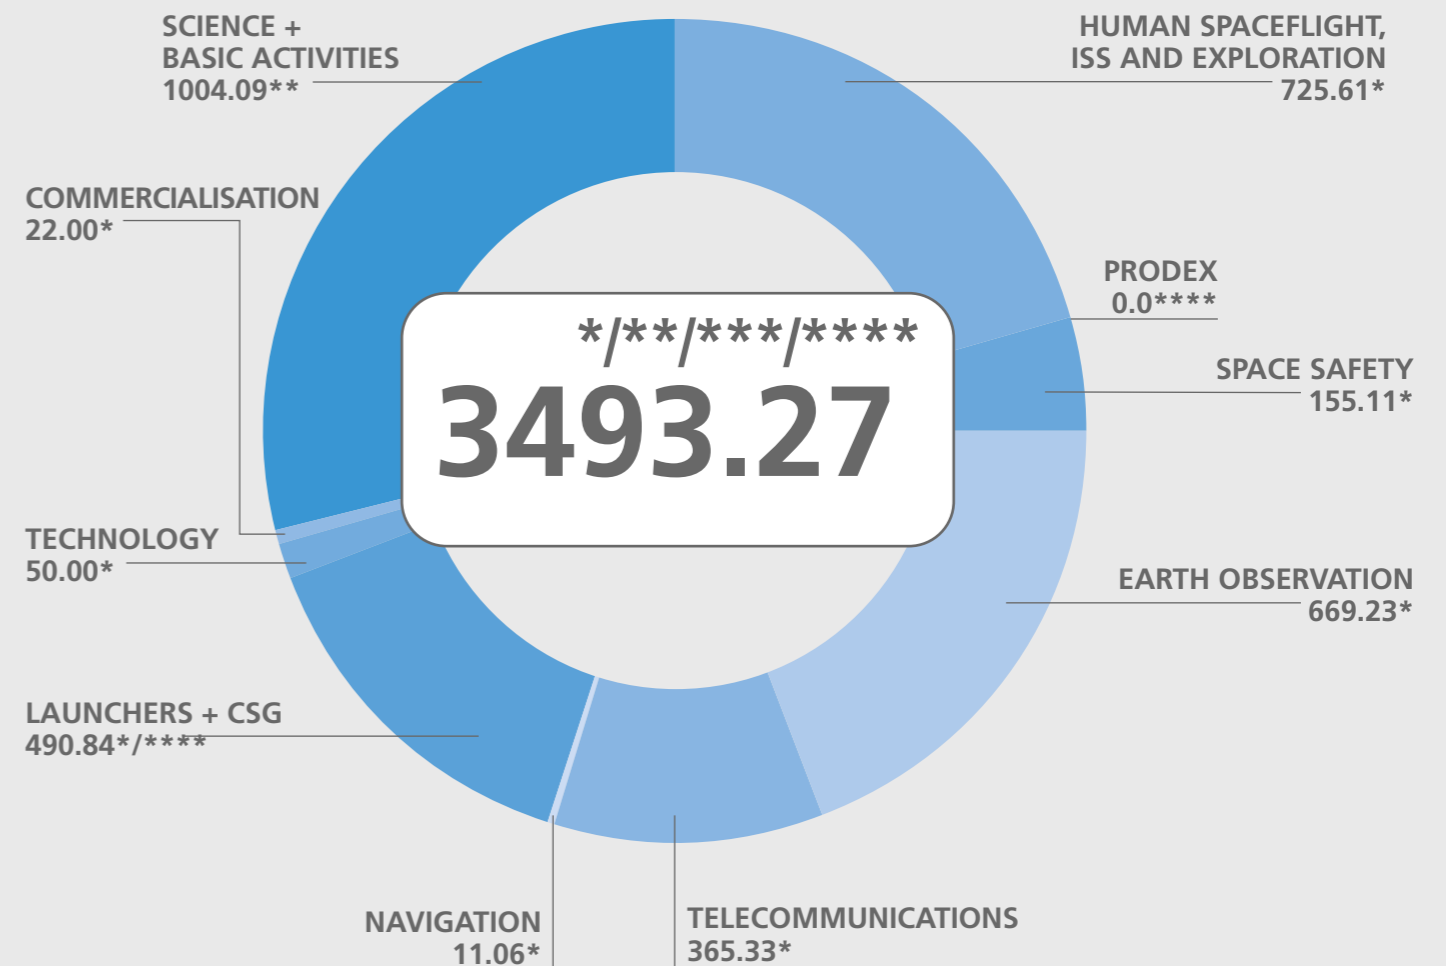 SCIENCE +
BASIC ACTIVITIES
1004.09**
HUMAN SPACEFLIGHT,
ISS AND EXPLORATION
725.61*
COMMERCIALISATION
22.00*
PRODEX
0.0****
*/**/***/****
3493.27
SPACE SAFETY
155.11*
TECHNOLOGY
50.00*
EARTH OBSERVATION
669.23*
LAUNCHERS + CSG
490.84*/****
NAVIGATION
11.06*
TELECOMMUNICATIONS
365.33*